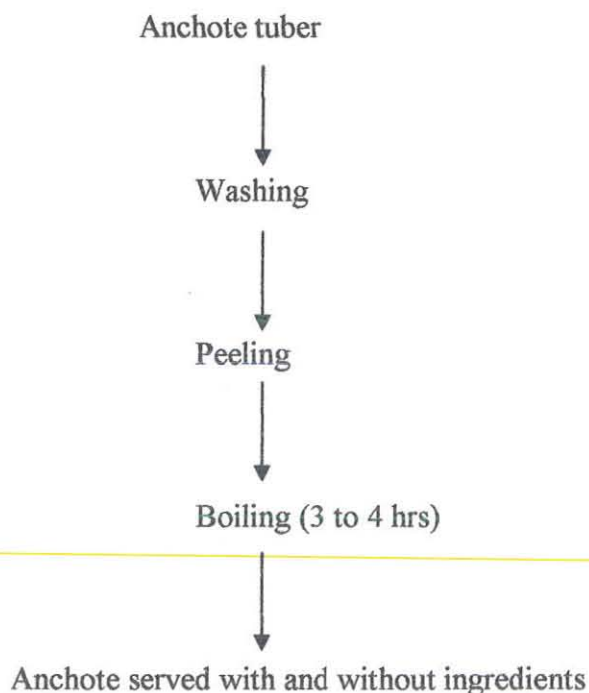 Anchote tuber
Washing
Peeling
Boiling (3 to 4 hrs)
Anchote served with and without ingredients